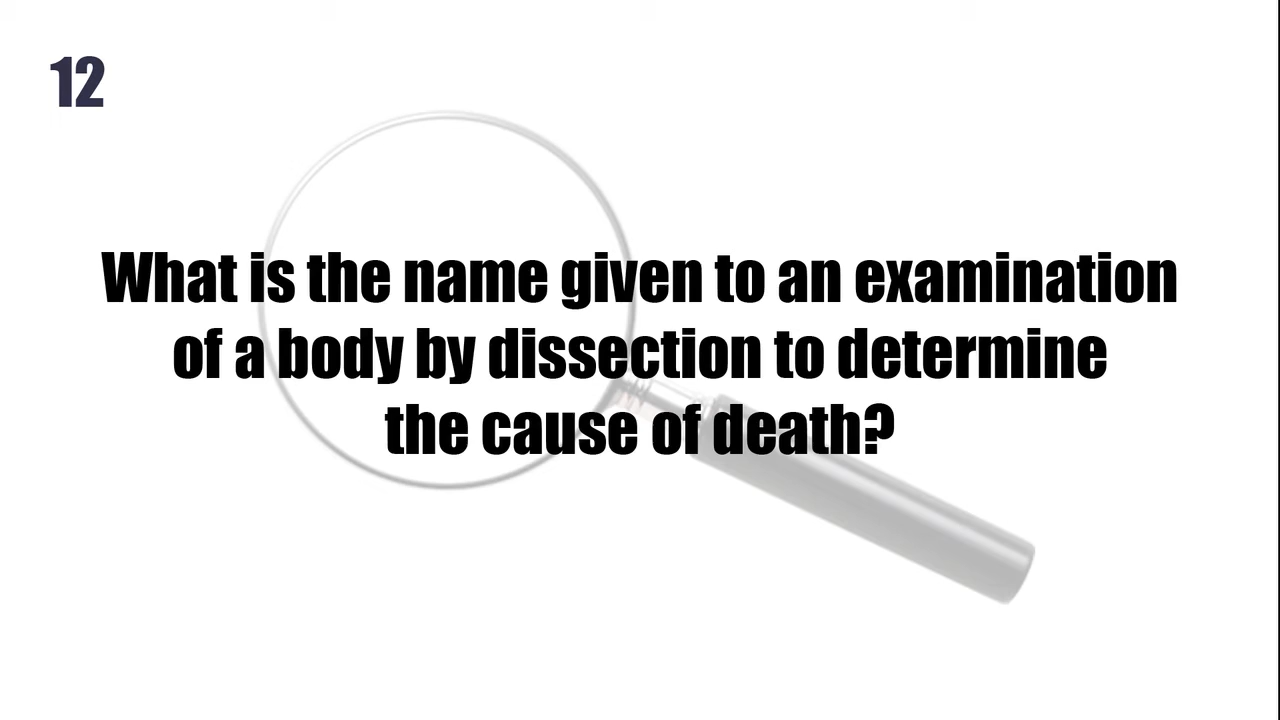 12
What is the name given to an examination
of a body by dissection to determine
the cause of death?